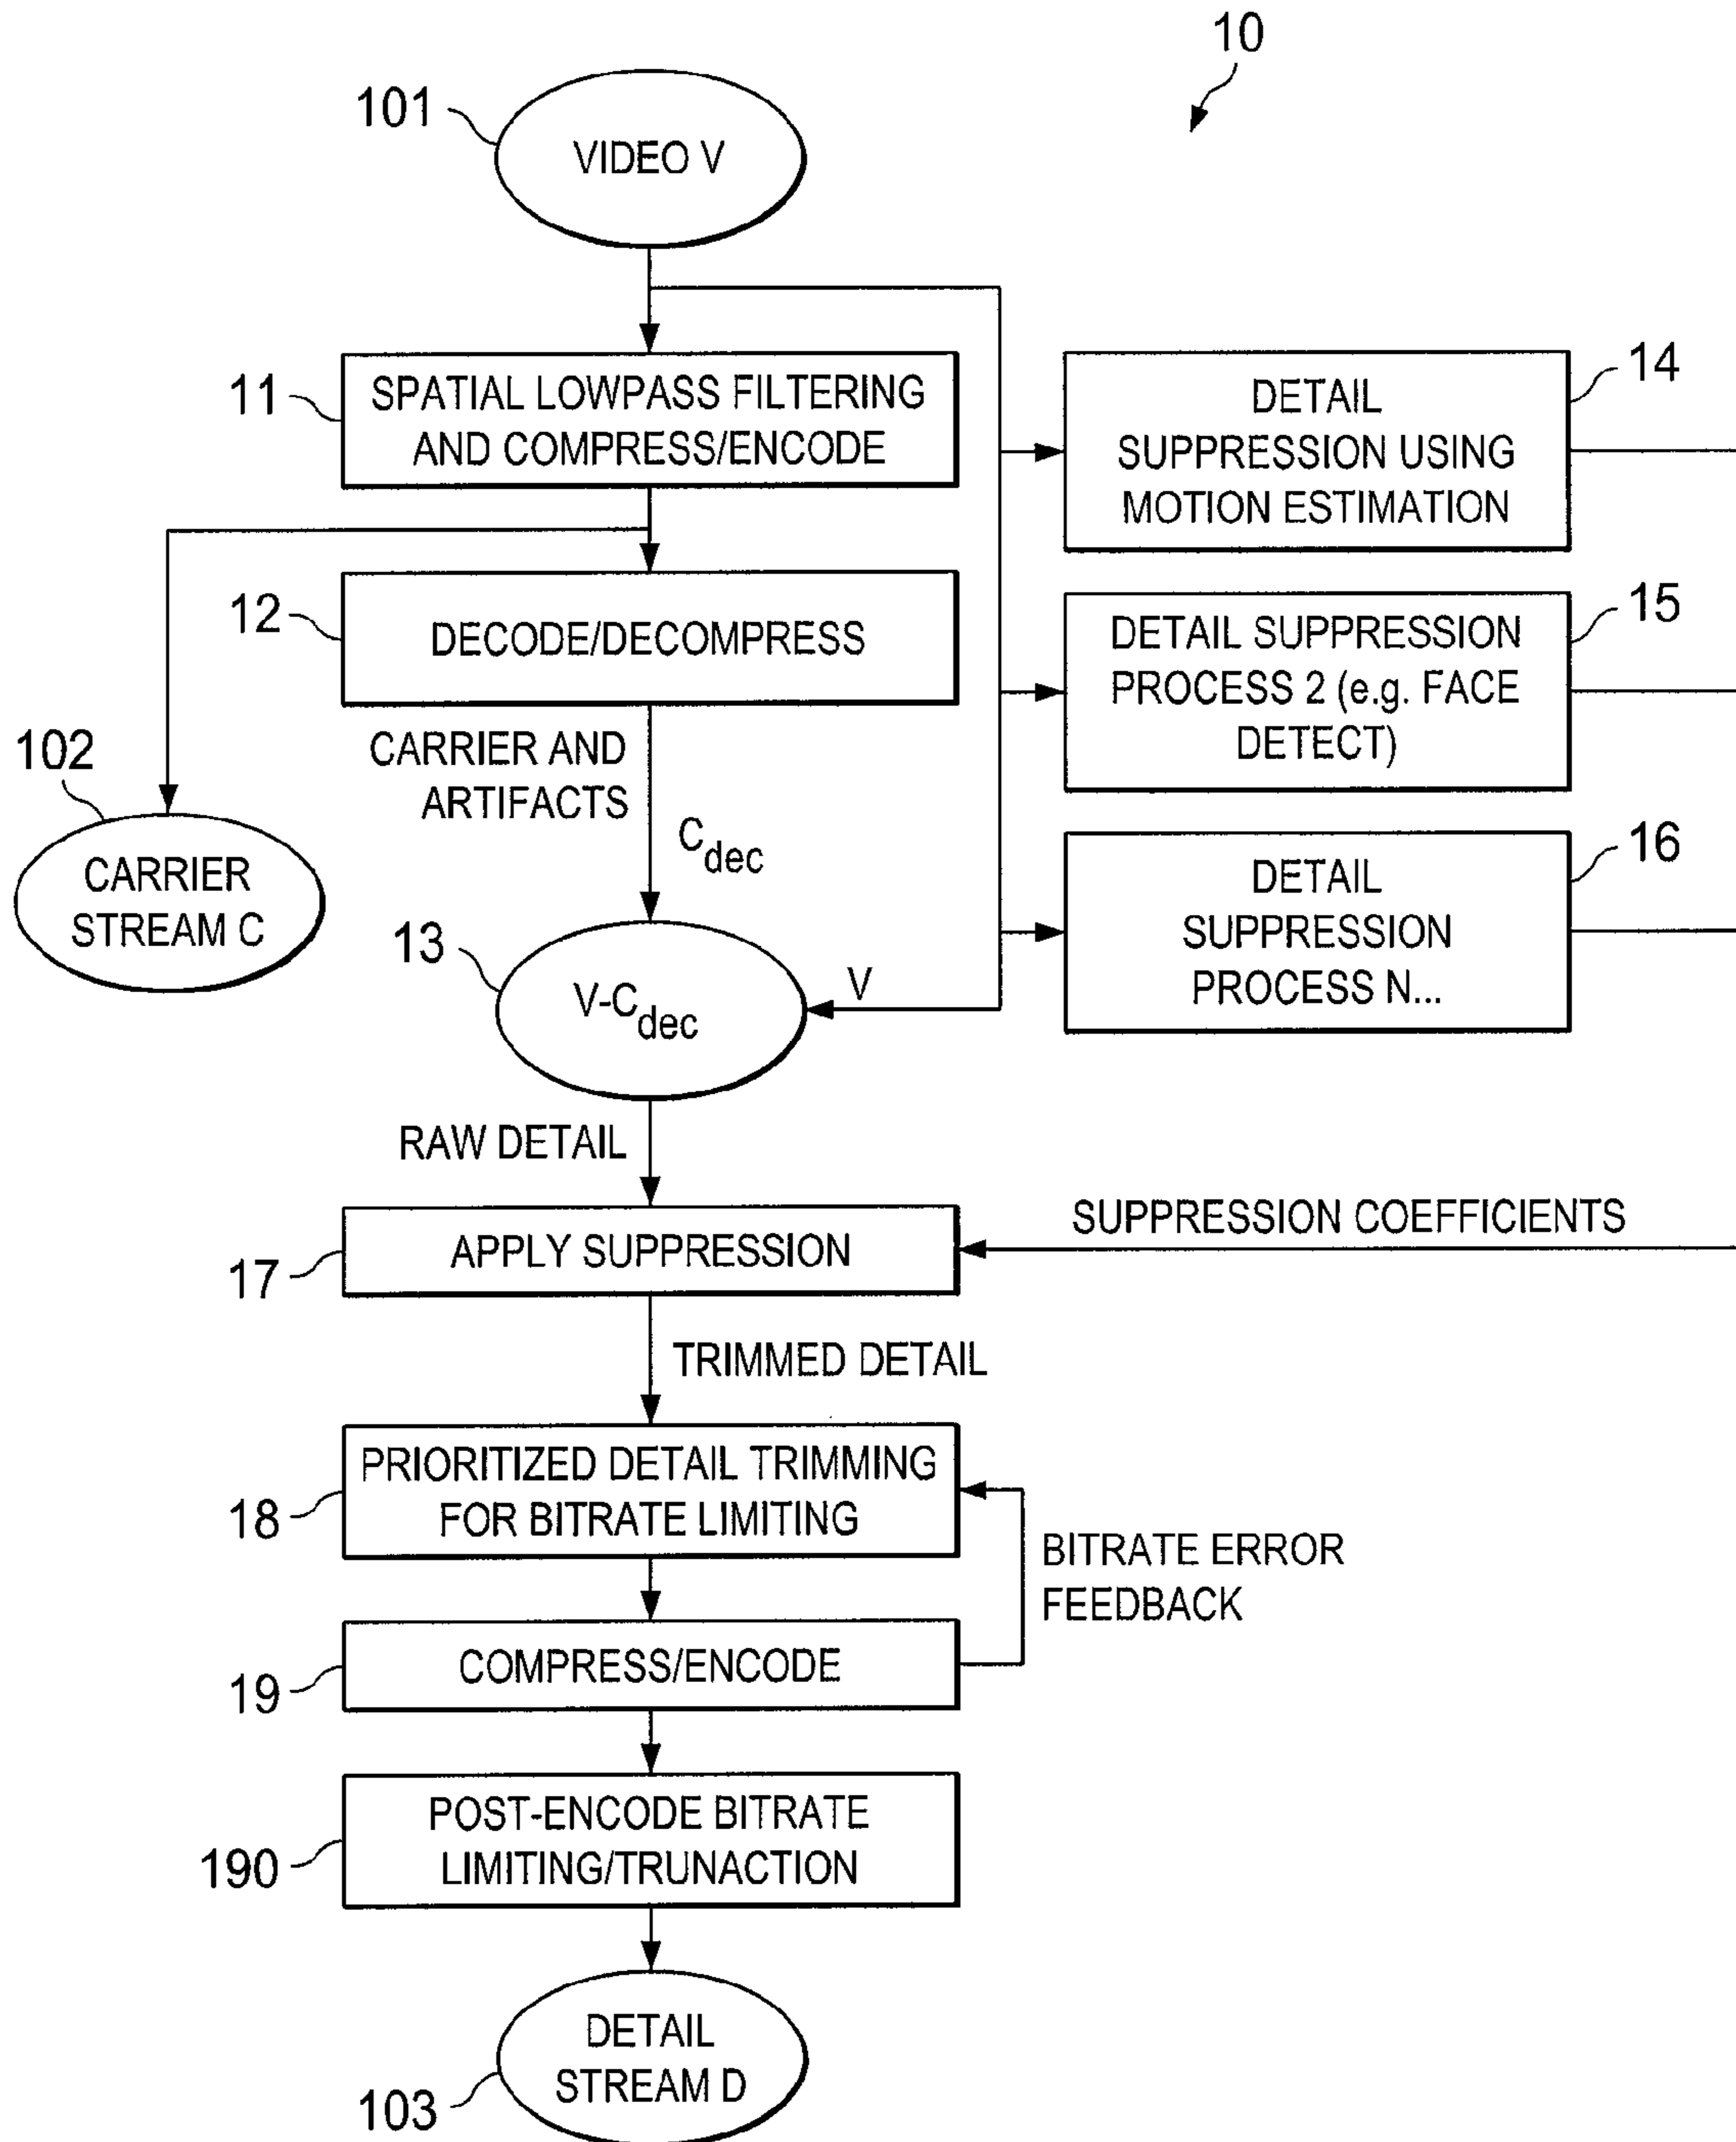 10
101
VIDEO V
11
SPATIAL LOWPASS FILTERING
AND COMPRESS/ENCODE
14
DETAIL
SUPPRESSION USING
MOTION ESTIMATION
12
DECODE/DECOMPRESS
15
DETAIL SUPPRESSION
PROCESS 2 (e.g. FACE
DETECT)
CARRIER AND
ARTIFACTS
Cdec
102
CARRIER
STREAM C
16
DETAIL
SUPPRESSION
PROCESS N...
13
V-Cdec
V
RAW DETAIL
SUPPRESSION COEFFICIENTS
17
APPLY SUPPRESSION
TRIMMED DETAIL
18
PRIORITIZED DETAIL TRIMMING
FOR BITRATE LIMITING
BITRATE ERROR
FEEDBACK
19
COMPRESS/ENCODE
190
POST-ENCODE BITRATE
LIMITING/TRUNACTION
DETAIL
STREAM D
103